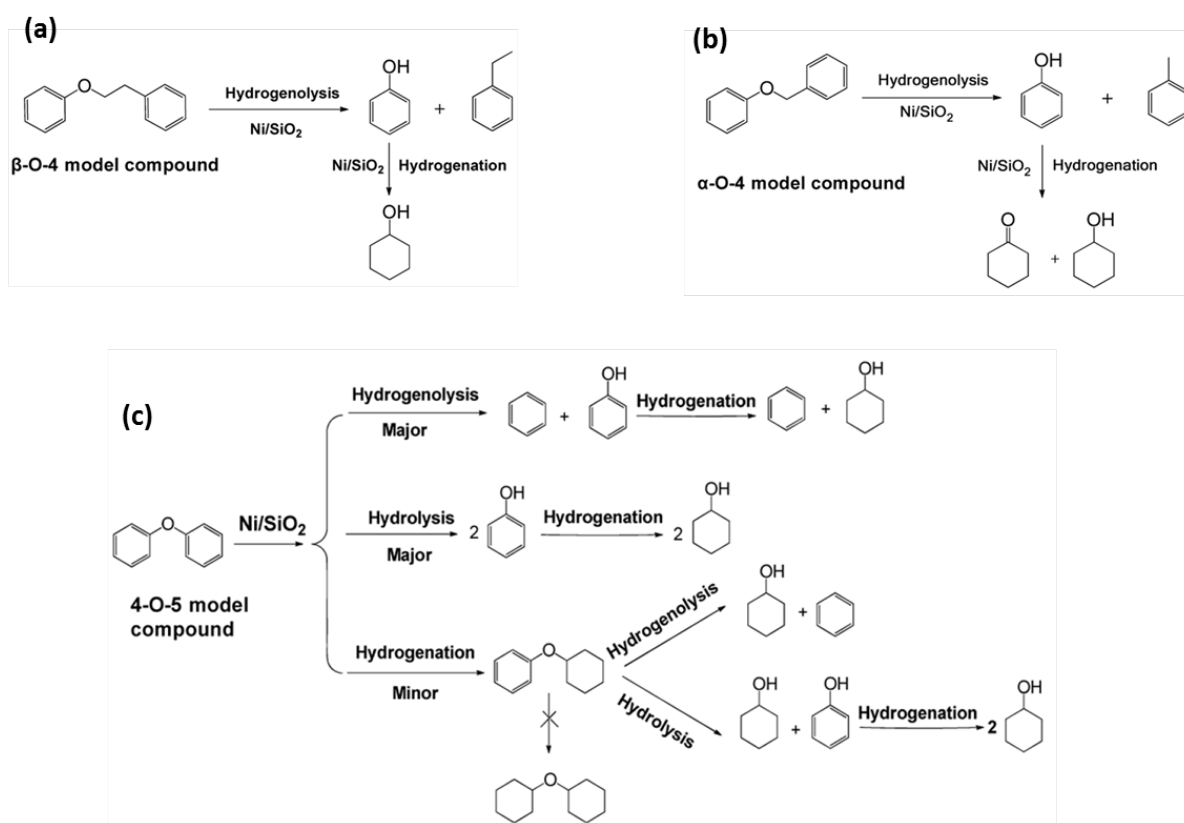 (a)
O
Hydrogenolysis
Ni/SiO2
OH
+
β-O-4 model compound
Ni/SiO2
Hydrogenation
OH
(b)
O
Hydrogenolysis
Ni/SiO2
OH
+
α-O-4 model compound
Ni/SiO2
Hydrogenation
O
+
OH
(c)
O
4-O-5 model
compound
Ni/SiO2
Hydrogenolysis
Major
+
OH
Hydrogenation
+
OH
Hydrolysis
Major
2
OH
Hydrogenation
2
OH
Hydrogenation
Minor
O
O
Hydrogenolysis
OH
+
Hydrolysis
OH
+
OH
Hydrogenation
2
OH